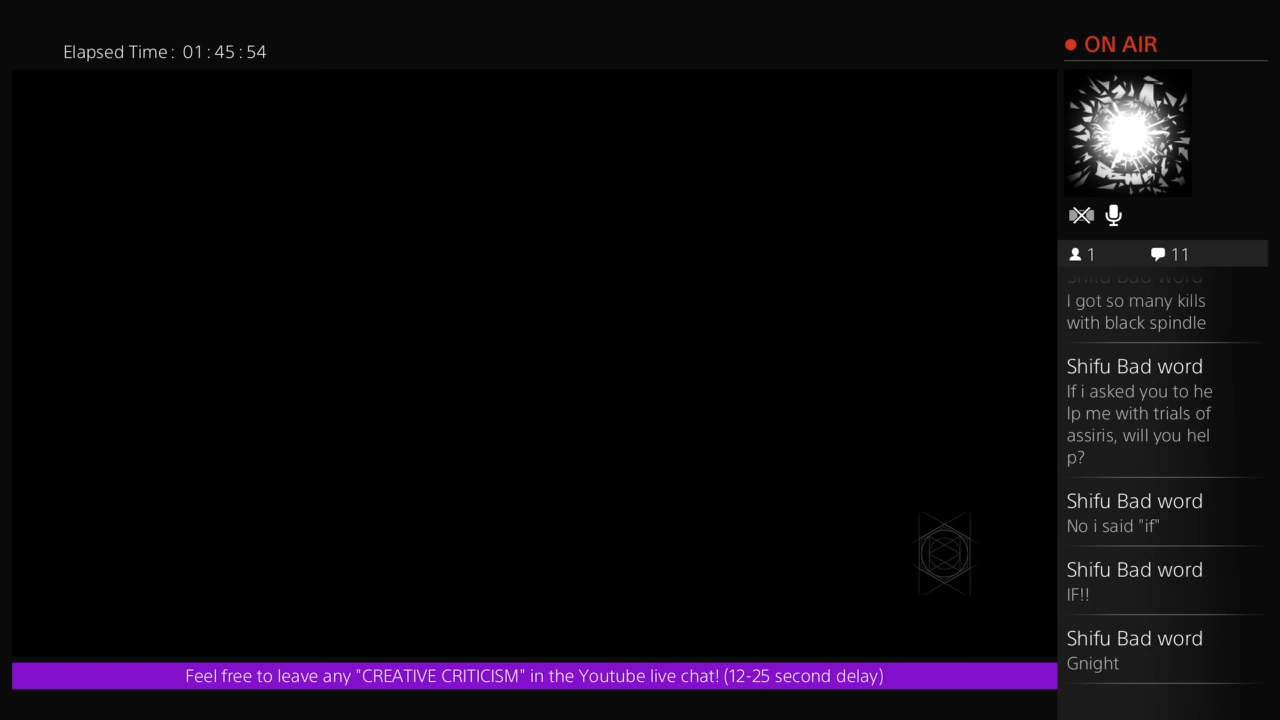 Elapsed Time: 01:45:54
ON AIR
1
11
Shifu Bad word
I got so many kills
with black spindle
Shifu Bad word
If i asked you to he
lp me with trials of
assiris, will you hel
p?
Shifu Bad word
No i said "if"
Shifu Bad word
IF!!
Shifu Bad word
Gnight
Feel free to leave any "CREATIVE CRITICISM" in the Youtube live chat! (12-25 second delay)